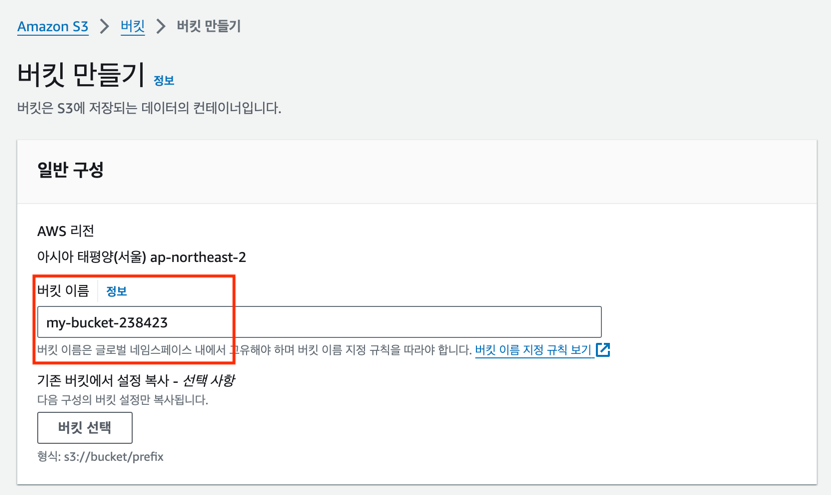 Amazon S3 > 버킷 > 버킷 만들기
버킷 만들기 정보
버킷은 S3에 저장되는 데이터의 컨테이너입니다.
일반 구성
AWS 리전
아시아 태평양(서울) ap-northeast-2
버킷 이름 정보
my-bucket-238423
버킷 이름은 글로벌 네임스페이스 내에서 고유해야 하며 버킷 이름 지정 규칙을 따라야 합니다. 버킷 이름 지정 규칙 보기
기존 버킷에서 설정 복사 - 선택 사항
다음 구성의 버킷 설정만 복사됩니다.
버킷 선택
형식: s3://bucket/prefix